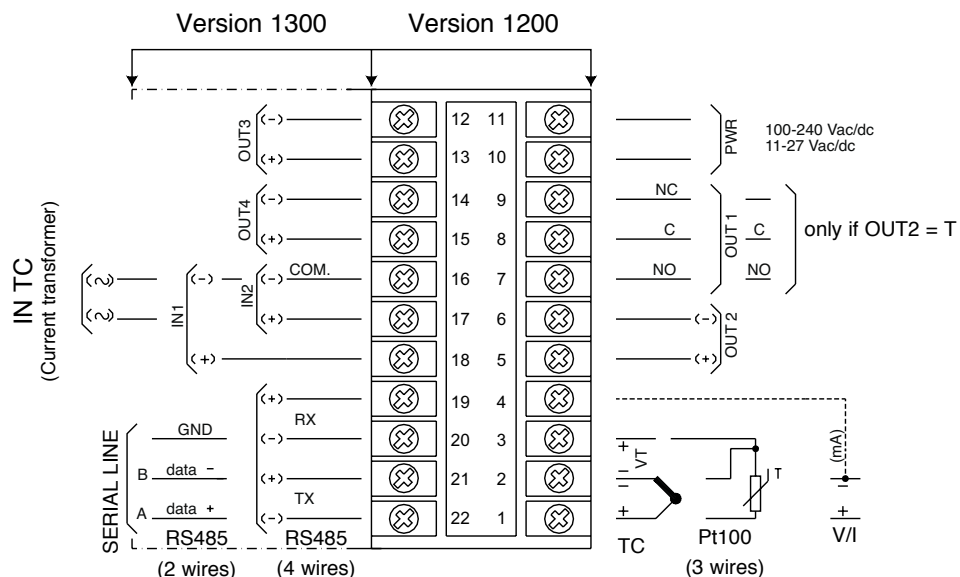 Version 1300 Version 1200
OUT3 (-) 12 11 PWR 100-240 Vac/dc
11-27 Vac/dc
(+) 13 10
OUT4 (-) 14 9 NC OUT 1
(+) 15 8 C C only if OUT2 = T
IN TC (Current transformer) (~) IN1 (-) IN2 (-) COM. 16 7 NO NO
(~) (+) 17 6 (-) OUT 2
(+) 18 5 (+)
(+) 19 4
RX
SERIAL LINE GND (-) 20 3 + VT (mA)
B data - (+) 21 2 - - T -
TX
A data + (-) 22 1 + +
RS485 RS485 TC Pt100 V/I
(2 wires) (4 wires) (3 wires)